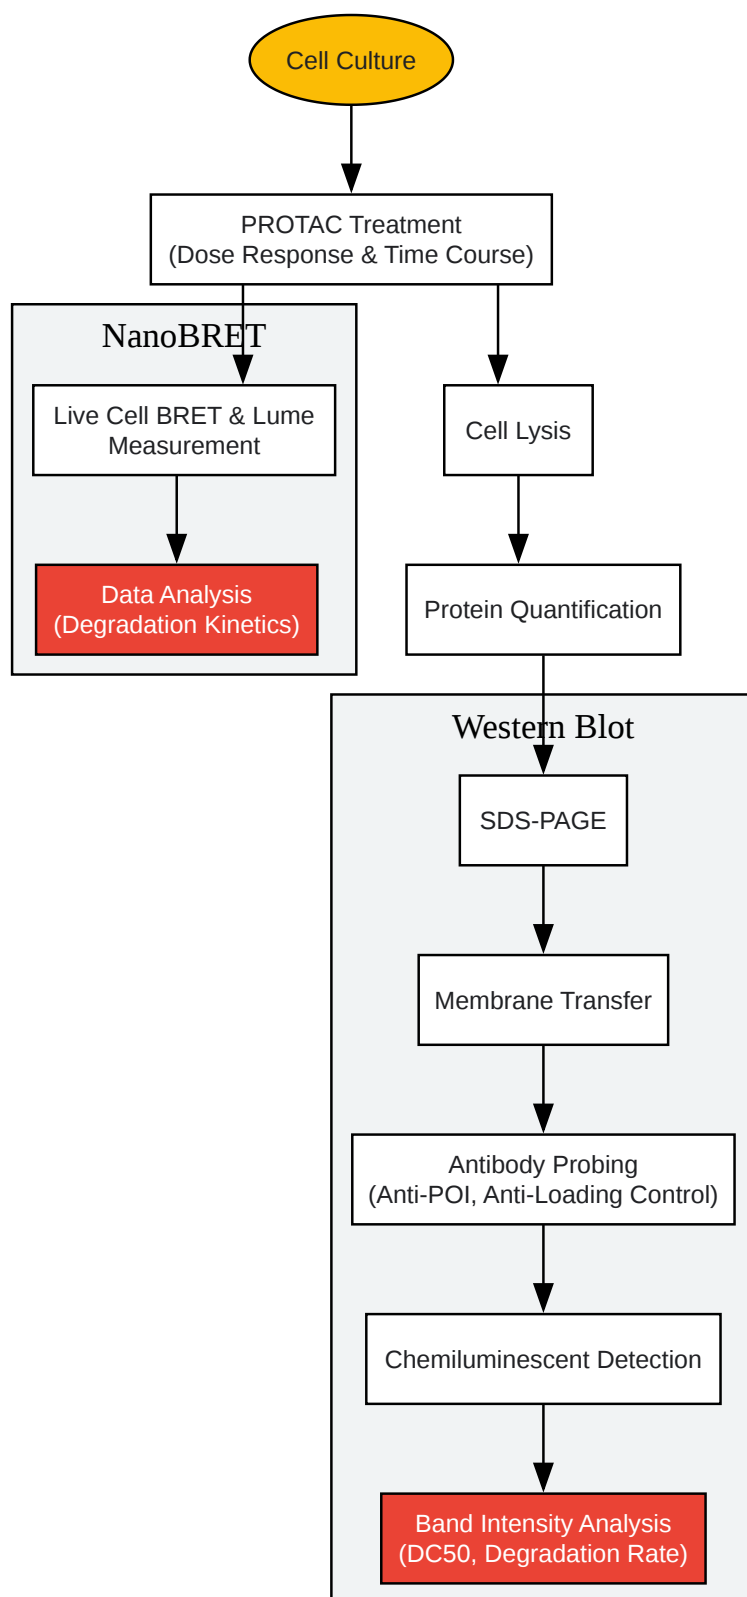 Cell Culture
PROTAC Treatment
(Dose Response & Time Course)
NanoBRET
Live Cell BRET & Lume
Measurement
Data Analysis
(Degradation Kinetics)
Cell Lysis
Protein Quantification
Western Blot
SDS-PAGE
Membrane Transfer
Antibody Probing
(Anti-POI, Anti-Loading Control)
Chemiluminescent Detection
Band Intensity Analysis
(DC50, Degradation Rate)